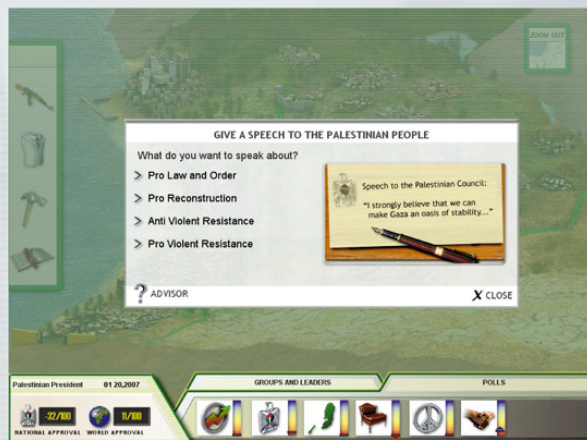 ZOOM OUT
GIVE A SPEECH TO THE PALESTINIAN PEOPLE
What do you want to speak about?
> Pro Law and Order
> Pro Reconstruction
> Anti Violent Resistance
> Pro Violent Resistance
Speech to the Palestinian Council:
"I strongly believe that we can
make Gaza an oasis of stability..."
? ADVISOR
X CLOSE
Palestinian President 01 20,2007
GROUPS AND LEADERS
POLLS
-32/100
11/100
NATIONAL APPROVAL WORLD APPROVAL